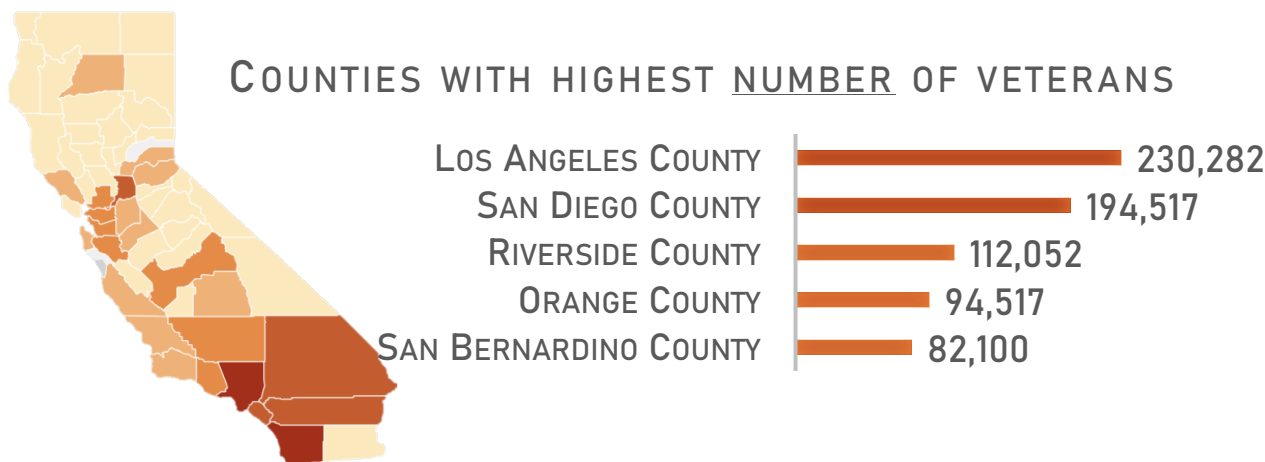 Counties with highest number of veterans
Los Angeles County 230,282
San Diego County 194,517
Riverside County 112,052
Orange County 94,517
San Bernardino County 82,100